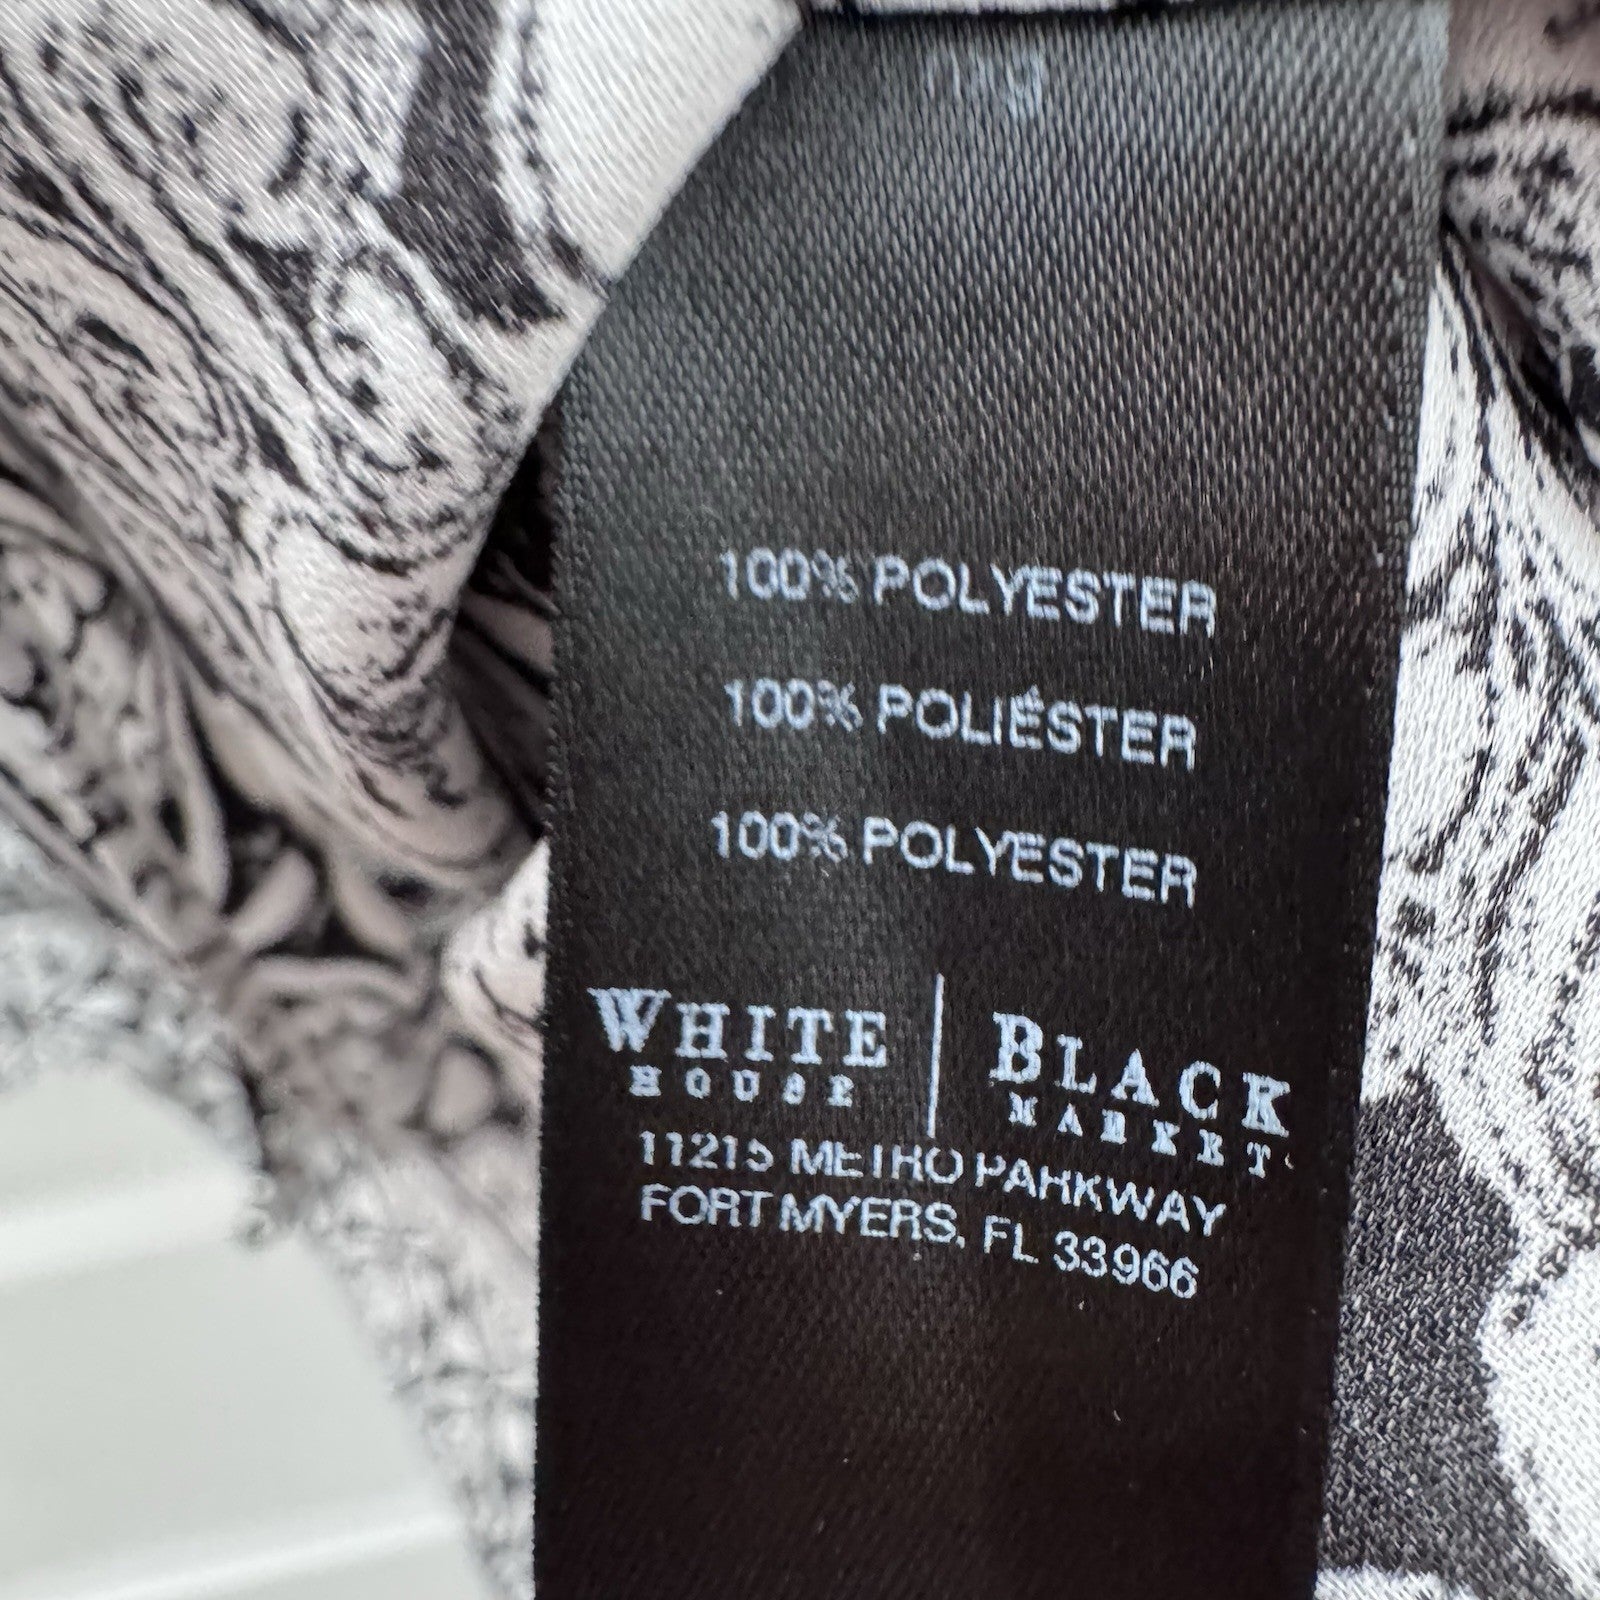 100% POLYESTER
100% POLIÉSTER
100% POLYESTER
WHITE | BLACK
HOUSE MARKET
11215 METRO PARKWAY
FORT MYERS, FL 33966